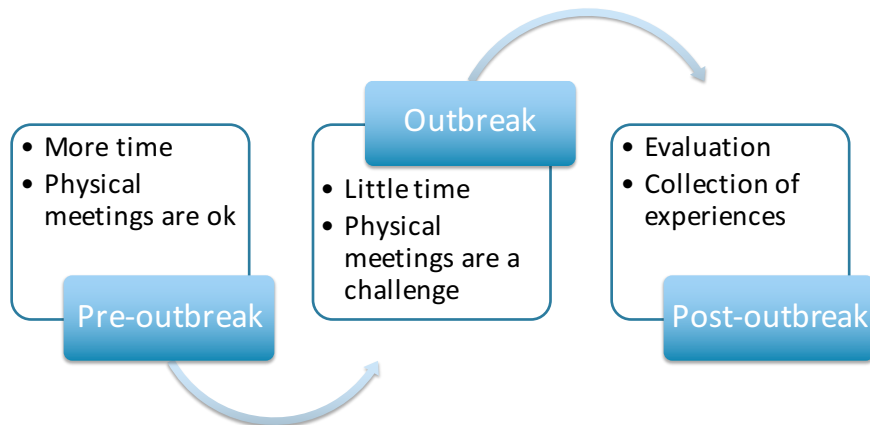 • More time
• Physical
meetings are ok
Pre-outbreak
Outbreak
• Little time
• Physical
meetings are a
challenge
• Evaluation
• Collection of
experiences
Post-outbreak